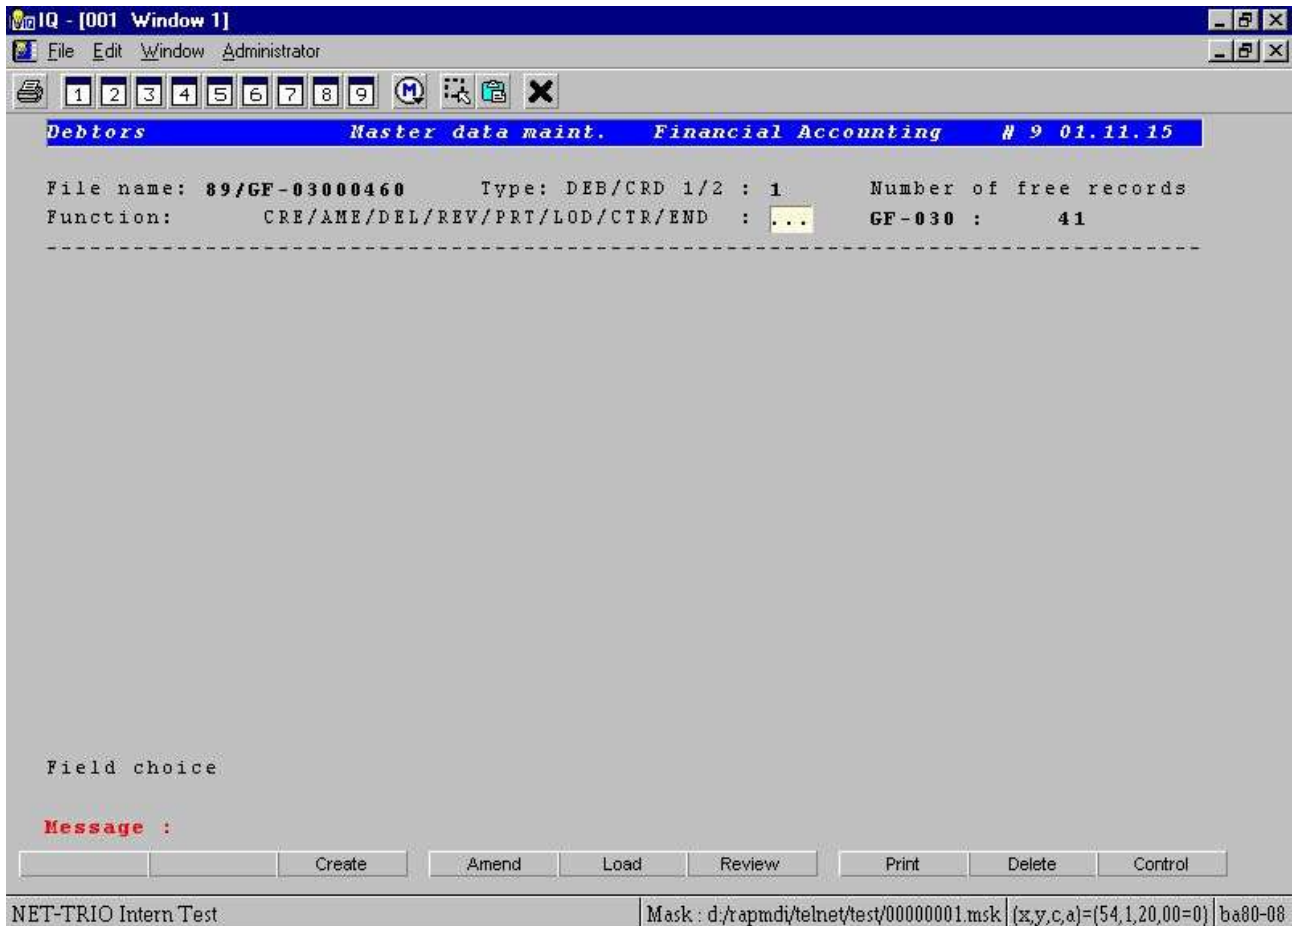 IQ - [001 Window 1]
File Edit Window Administrator
1 2 3 4 5 6 7 8 9 M
Debtors Master data maint. Financial Accounting # 9 01.11.15
File name: 89/GF-03000460 Type: DEB/CRD 1/2 : 1 Number of free records
Function: CRE/AME/DEL/REV/PRT/LOD/CTR/END : ... GF-030 : 41
Field choice
Message :
Create Amend Load Review Print Delete Control
NET-TRIO Intern Test Mask : d:/rapmdi/telnet/test/00000001.msk (x,y,c,a)=(54,1,20,00=0) ba80-08